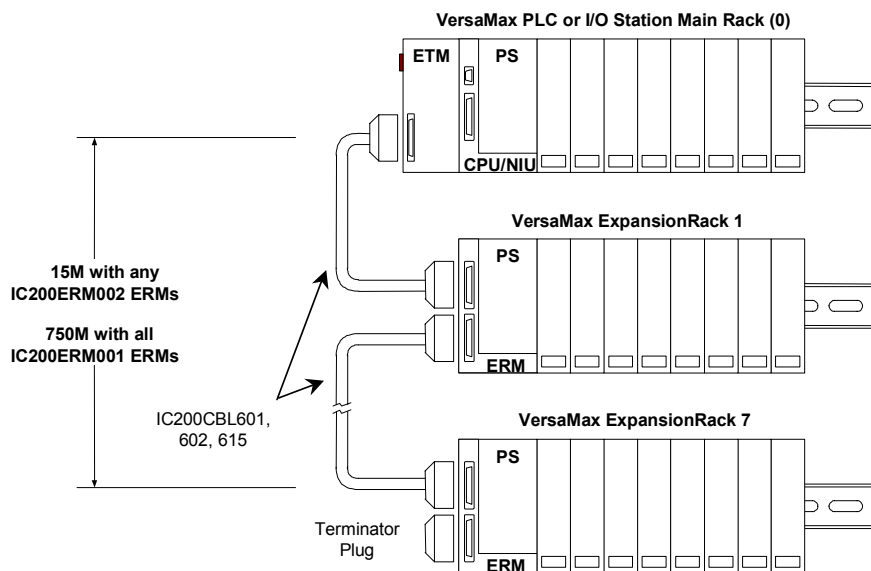 VersaMax PLC or I/O Station Main Rack (0)
ETM
PS
CPU/NIU
VersaMax ExpansionRack 1
PS
ERM
15M with any
IC200ERM002 ERMs
750M with all
IC200ERM001 ERMs
IC200CBL601,
602, 615
VersaMax ExpansionRack 7
PS
Terminator
Plug
ERM